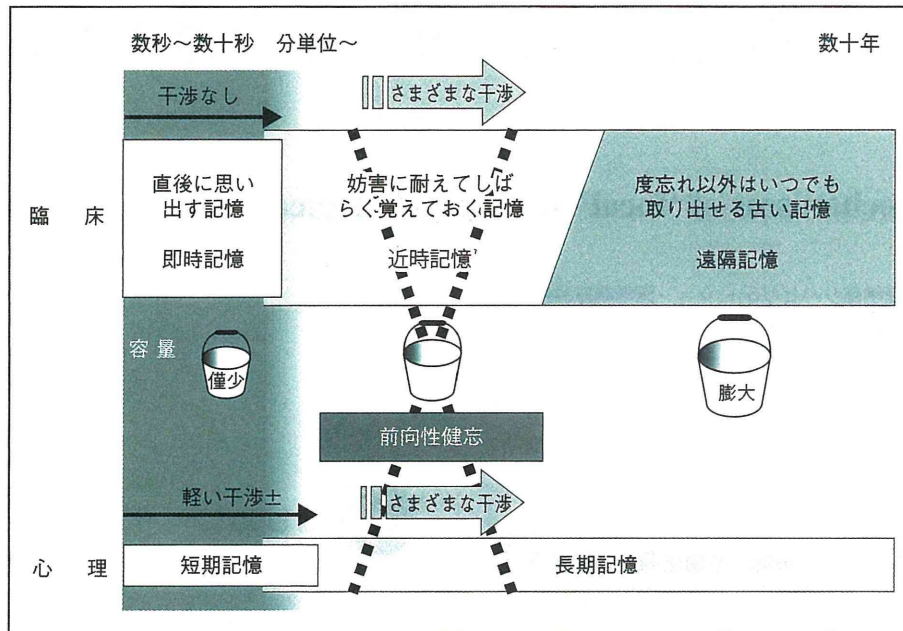 数秒～数十秒　分単位～　数十年
干渉なし
さまざまな干渉
臨　床
直後に思い
出す記憶
即時記憶
妨害に耐えてしば
らく覚えておく記憶
近時記憶
度忘れ以外はいつでも
取り出せる古い記憶
遠隔記憶
容量
僅少
膨大
前向性健忘
軽い干渉±
さまざまな干渉
心　理
短期記憶
長期記憶